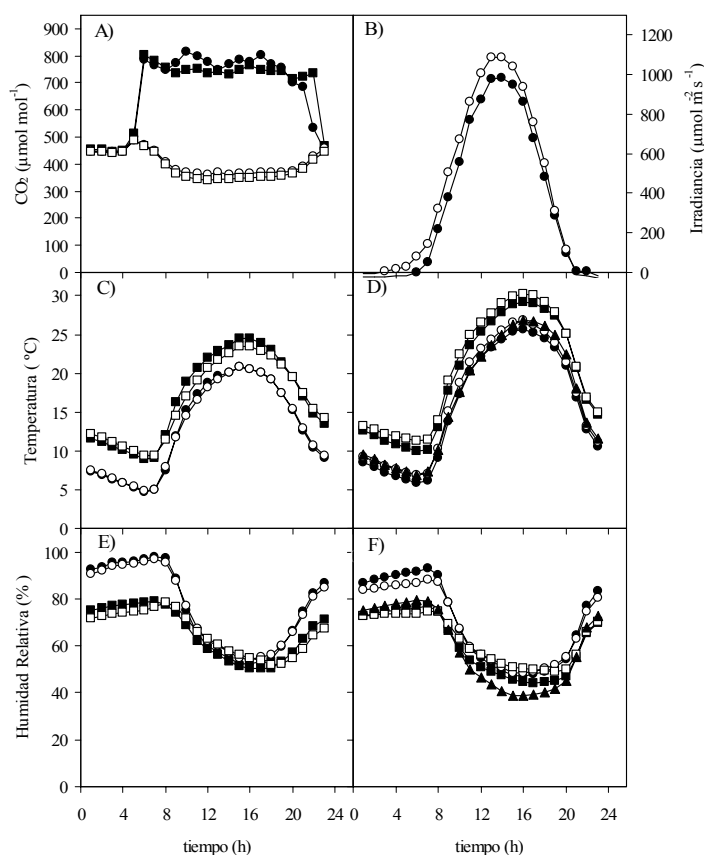 A)
B)
900
800
700
600
500
400
300
200
100
0
CO₂ (µmol mol⁻¹)
1200
1000
800
600
400
200
0
Irradiancia (µmol m⁻² s⁻¹)
C)
D)
30
25
20
15
10
5
0
Temperatura ( ºC)
E)
F)
100
80
60
40
20
0
Humidad Relativa (% )
0 4 8 12 16 20 23
0 4 8 12 16 20 24
tiempo (h)
tiempo (h)